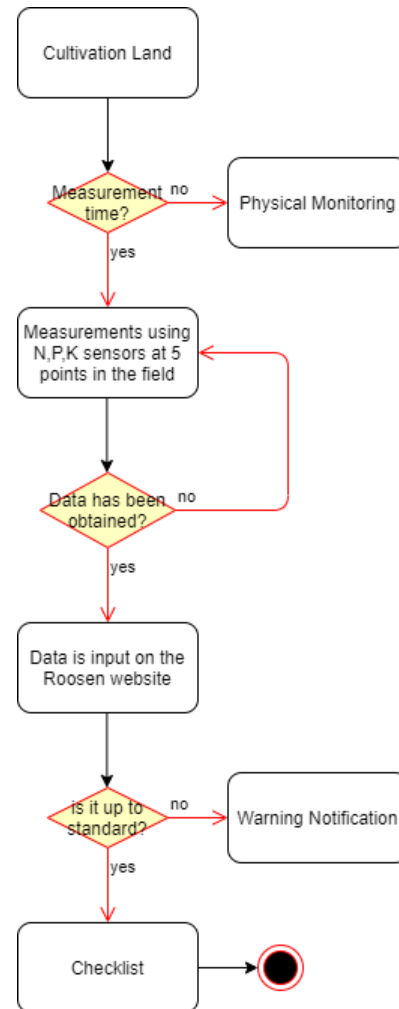 Cultivation Land
Measurement
time?
no
Physical Monitoring
yes
Measurements using
N,P,K sensors at 5
points in the field
Data has been
obtained?
no
yes
Data is input on the
Roosen website
is it up to
standard?
no
Warning Notification
yes
Checklist